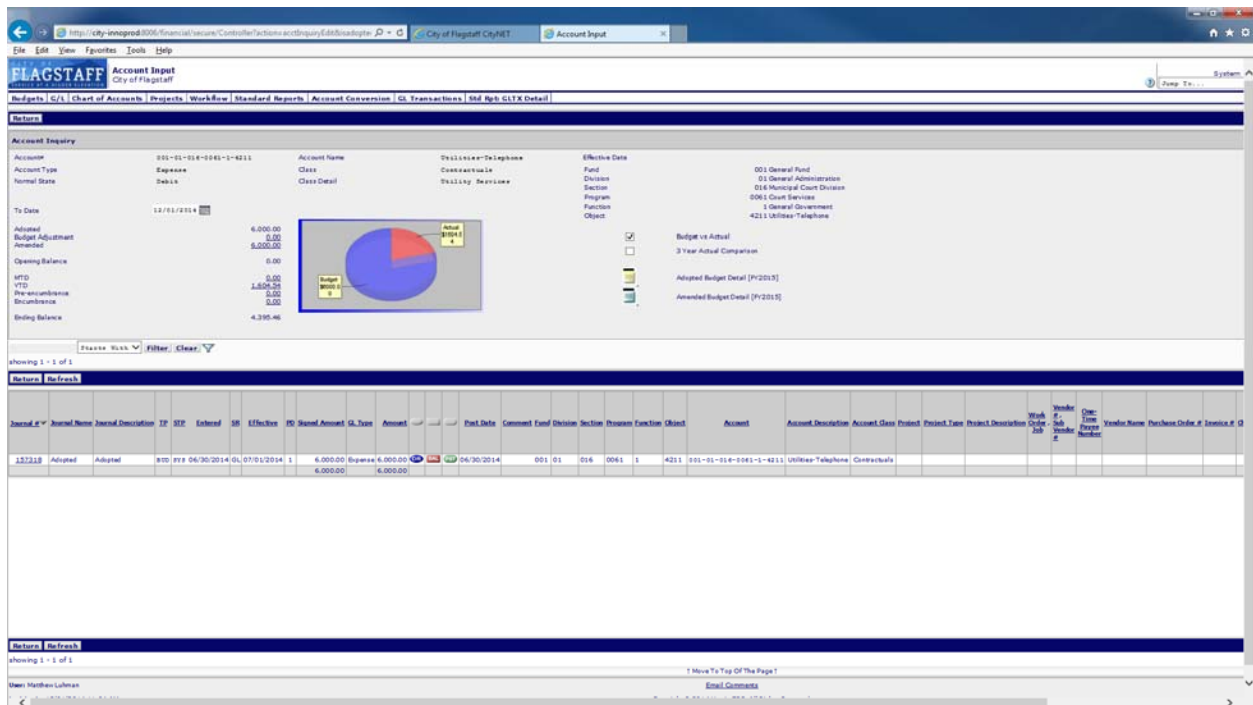 http://city-innoprod:8006/financial/secure/Controller?action=acctInquiryEdit&isadopte
City of Flagstaff CityNET
Account Input
File Edit View Favorites Tools Help
FLAGSTAFF
Account Input
City of Flagstaff
System
Jump To...
Budgets G/L Chart of Accounts Projects Workflow Standard Reports Account Conversion GL Transactions Std Rpt: GLTX Detail
Return
Account Inquiry
Account# 001-01-016-0061-1-4211 Account Name Utilities-Telephone Effective Date
Account Type Expense Class Contractuals Fund 001 General Fund
Normal State Debit Class Detail Utility Services Division 01 General Administration
Section 016 Municipal Court Division
Program 0061 Court Services
Function 1 General Government
To Date 12/01/2014 Object 4211 Utilities-Telephone
Adopted 6,000.00
Budget Adjustment 0.00
Amended 6,000.00
Opening Balance 0.00
MTD 0.00
YTD 1,604.54
Pre-encumbrance 0.00
Encumbrance 0.00
Ending Balance 4,395.46
Actual
Budget
Budget vs Actual
3 Year Actual Comparison
Adopted Budget Detail [FY2015]
Amended Budget Detail [FY2015]
Starts With Filter Clear
showing 1 - 1 of 1
Return Refresh
Journal # Journal Name Journal Description TP STP Entered SR Effective PD Signed Amount GL Type Amount Post Date Comment Fund Division Section Program Function Object Account Account Description Account Class Project Project Type Project Description Work Order - Job Vendor # - Sub Vendor # One-Time Payee Number Vendor Name Purchase Order # Invoice #
157318 Adopted Adopted BTD SYS 06/30/2014 GL 07/01/2014 1 6,000.00 Expense 6,000.00 06/30/2014 001 01 016 0061 1 4211 001-01-016-0061-1-4211 Utilities-Telephone Contractuals
6,000.00 6,000.00
Return Refresh
showing 1 - 1 of 1
↑ Move To Top Of The Page ↑
User: Matthew Luhman
Email Comments